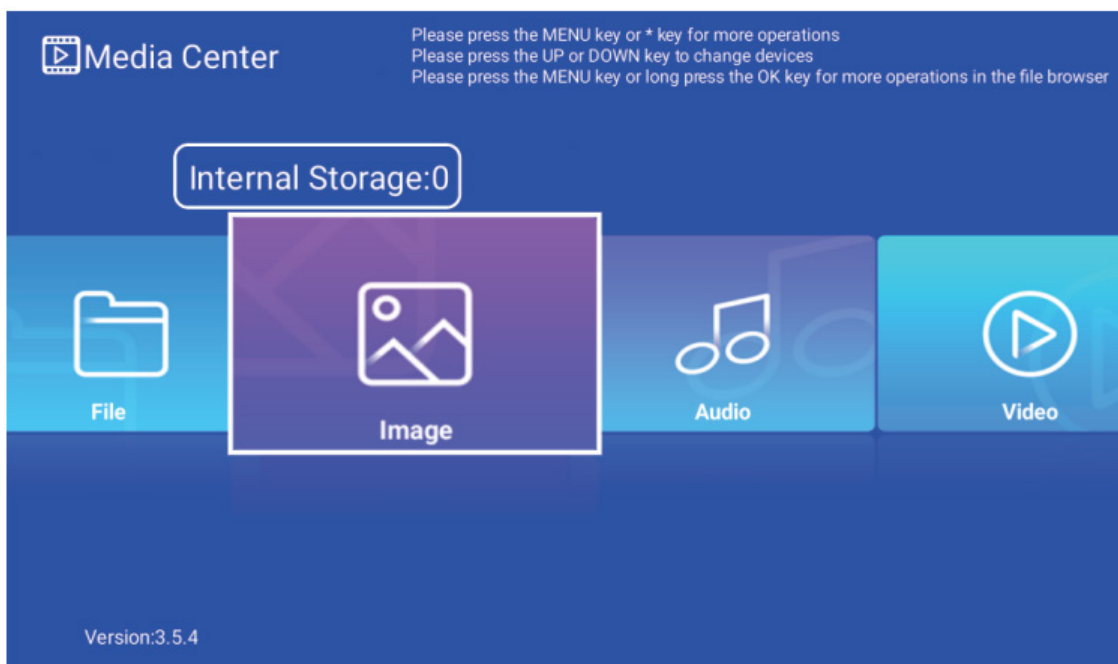 Media Center
Please press the MENU key or * key for more operations
Please press the UP or DOWN key to change devices
Please press the MENU key or long press the OK key for more operations in the file browser
Internal Storage:0
File
Image
Audio
Video
Version:3.5.4